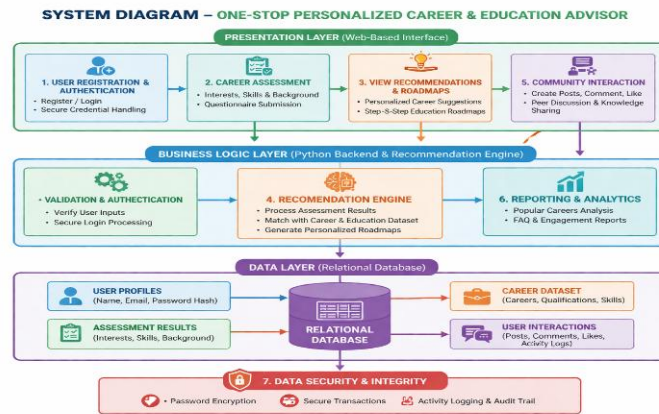 SYSTEM DIAGRAM – ONE-STOP PERSONALIZED CAREER & EDUCATION ADVISOR
PRESENTATION LAYER (Web-Based Interface)
1. USER REGISTRATION &
AUTHENTICATION
• Register / Login
• Secure Credential Handling
2. CAREER ASSESSMENT
• Interests, Skills & Background
• Questionnaire Submission
3. VIEW RECOMMENDATIONS
& ROADMAPS
• Personalized Career Suggestions
• Step-S-Step Education Roadmaps
5. COMMUNITY INTERACTION
• Create Posts, Comment, Like
• Peer Discussion & Knowledge
Sharing
BUSINESS LOGIC LAYER (Python Backend & Recommendation Engine)
• VALIDATION & AUTHENTICATION
• Verify User Inputs
• Secure Login Processing
4. RECOMENDATION ENGINE
• Process Assessment Results
• Match with Career & Education Dataset
• Generate Personalized Roadmaps
6. REPORTING & ANALYTICS
• Popular Careers Analysis
• FAQ & Engagement Reports
DATA LAYER (Relational Database)
USER PROFILES
(Name, Email, Password Hash)
ASSESSMENT RESULTS
(Interests, Skills, Background)
RELATIONAL
DATABASE
CAREER DATASET
(Careers, Qualifications, Skills)
USER INTERACTIONS
(Posts, Comments, Likes,
Activity Logs)
7. DATA SECURITY & INTEGRITY
• Password Encryption
Secure Transactions
Activity Logging & Audit Trail